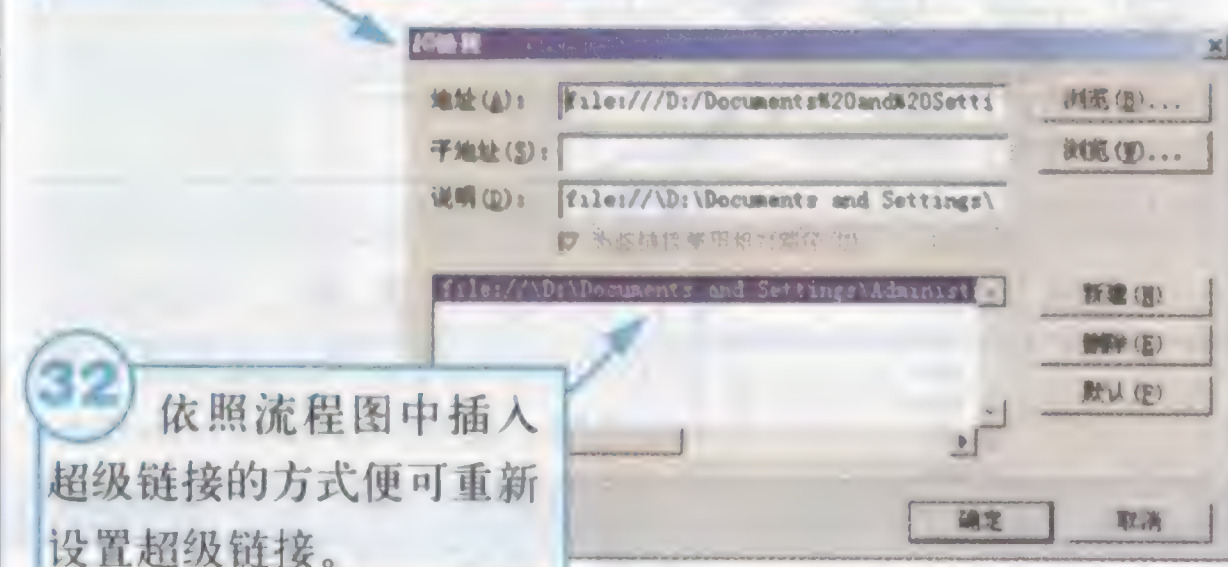 超链接
地址(A): file:///D:/Documents%20and%20Setti 浏览(B)...
子地址(S): 浏览(W)...
说明(D): file://\D:\Documents and Settings\
file://\D:\Documents and Settings\Administ
新建(N)
删除(E)
默认(F)
确定 取消
32
依照流程图中插入
超级链接的方式便可重新
设置超级链接。